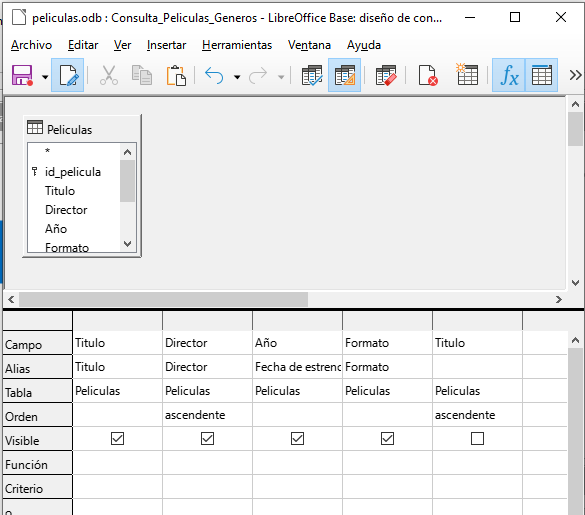 peliculas.odb : Consulta_Peliculas_Generos - LibreOffice Base: diseño de con...
Archivo Editar Ver Insertar Herramientas Ventana Ayuda
fx
Peliculas
*
id_pelicula
Titulo
Director
Año
Formato
Campo Titulo Director Año Formato Titulo
Alias Titulo Director Fecha de estreno Formato
Tabla Peliculas Peliculas Peliculas Peliculas Peliculas
Orden ascendente ascendente
Visible
Función
Criterio
o